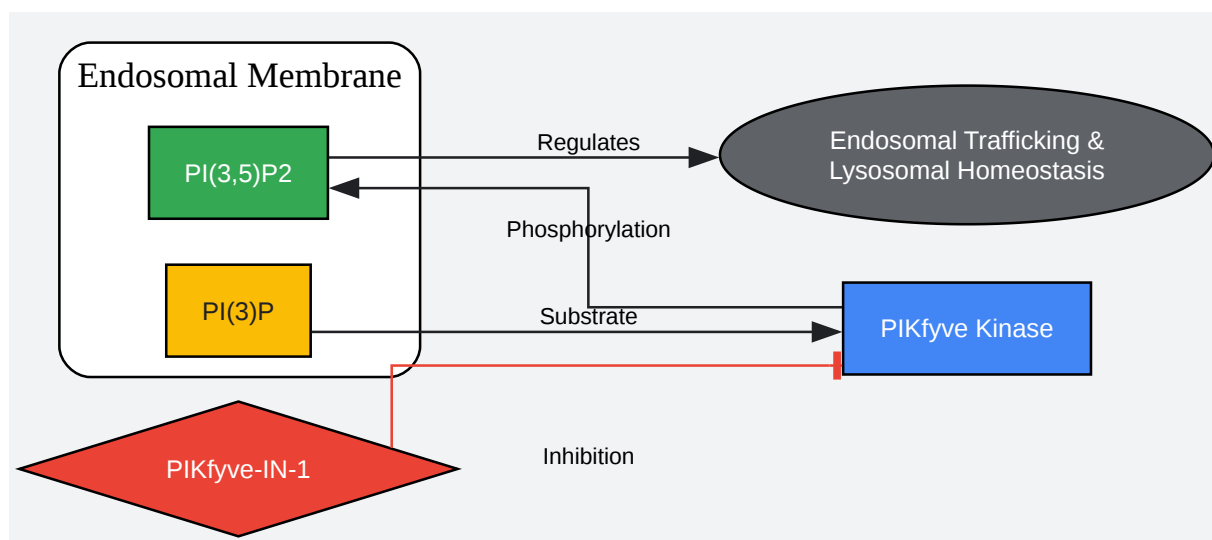 Endosomal Membrane
Regulates
Endosomal Trafficking &
Lysosomal Homeostasis
PI(3,5)P2
Phosphorylation
PI(3)P
Substrate
PIKfyve Kinase
PIKfyve-IN-1
Inhibition